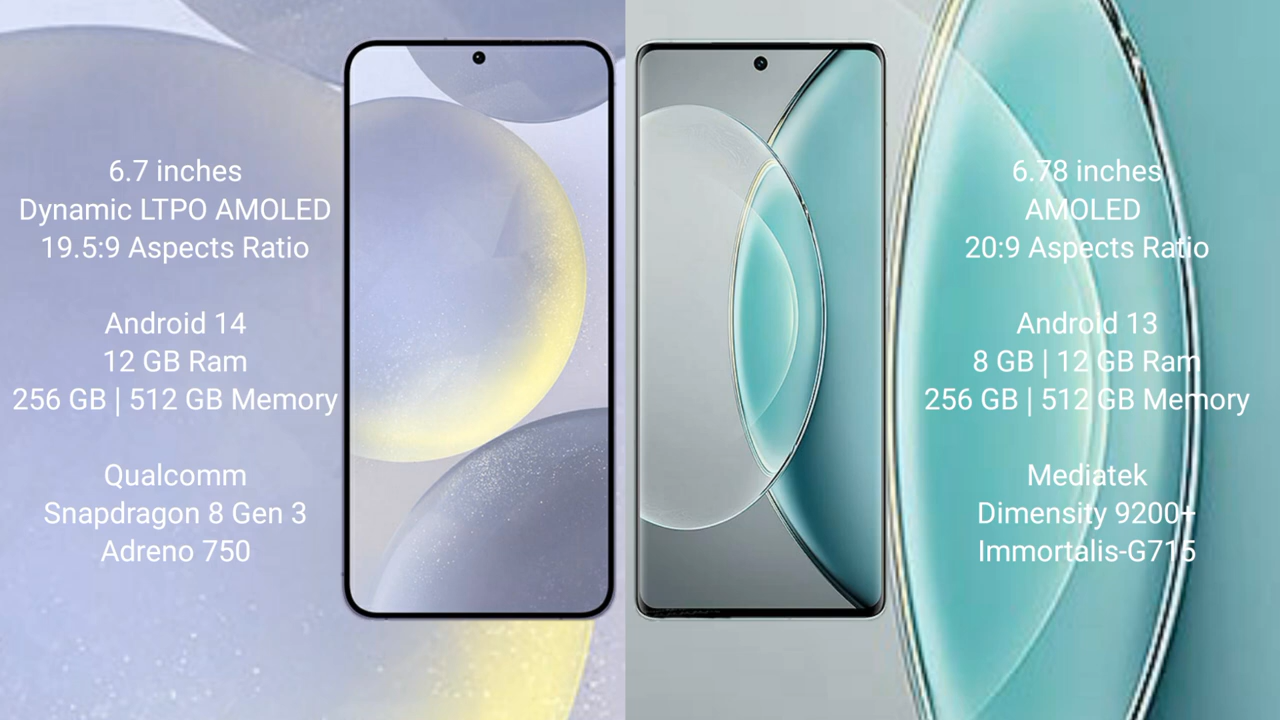 6.7 inches
Dynamic LTPO AMOLED
19.5:9 Aspects Ratio
Android 14
12 GB Ram
256 GB | 512 GB Memory
Qualcomm
Snapdragon 8 Gen 3
Adreno 750
6.78 inches
AMOLED
20:9 Aspects Ratio
Android 13
8 GB | 12 GB Ram
256 GB | 512 GB Memory
Mediatek
Dimensity 9200+
Immortalis-G715